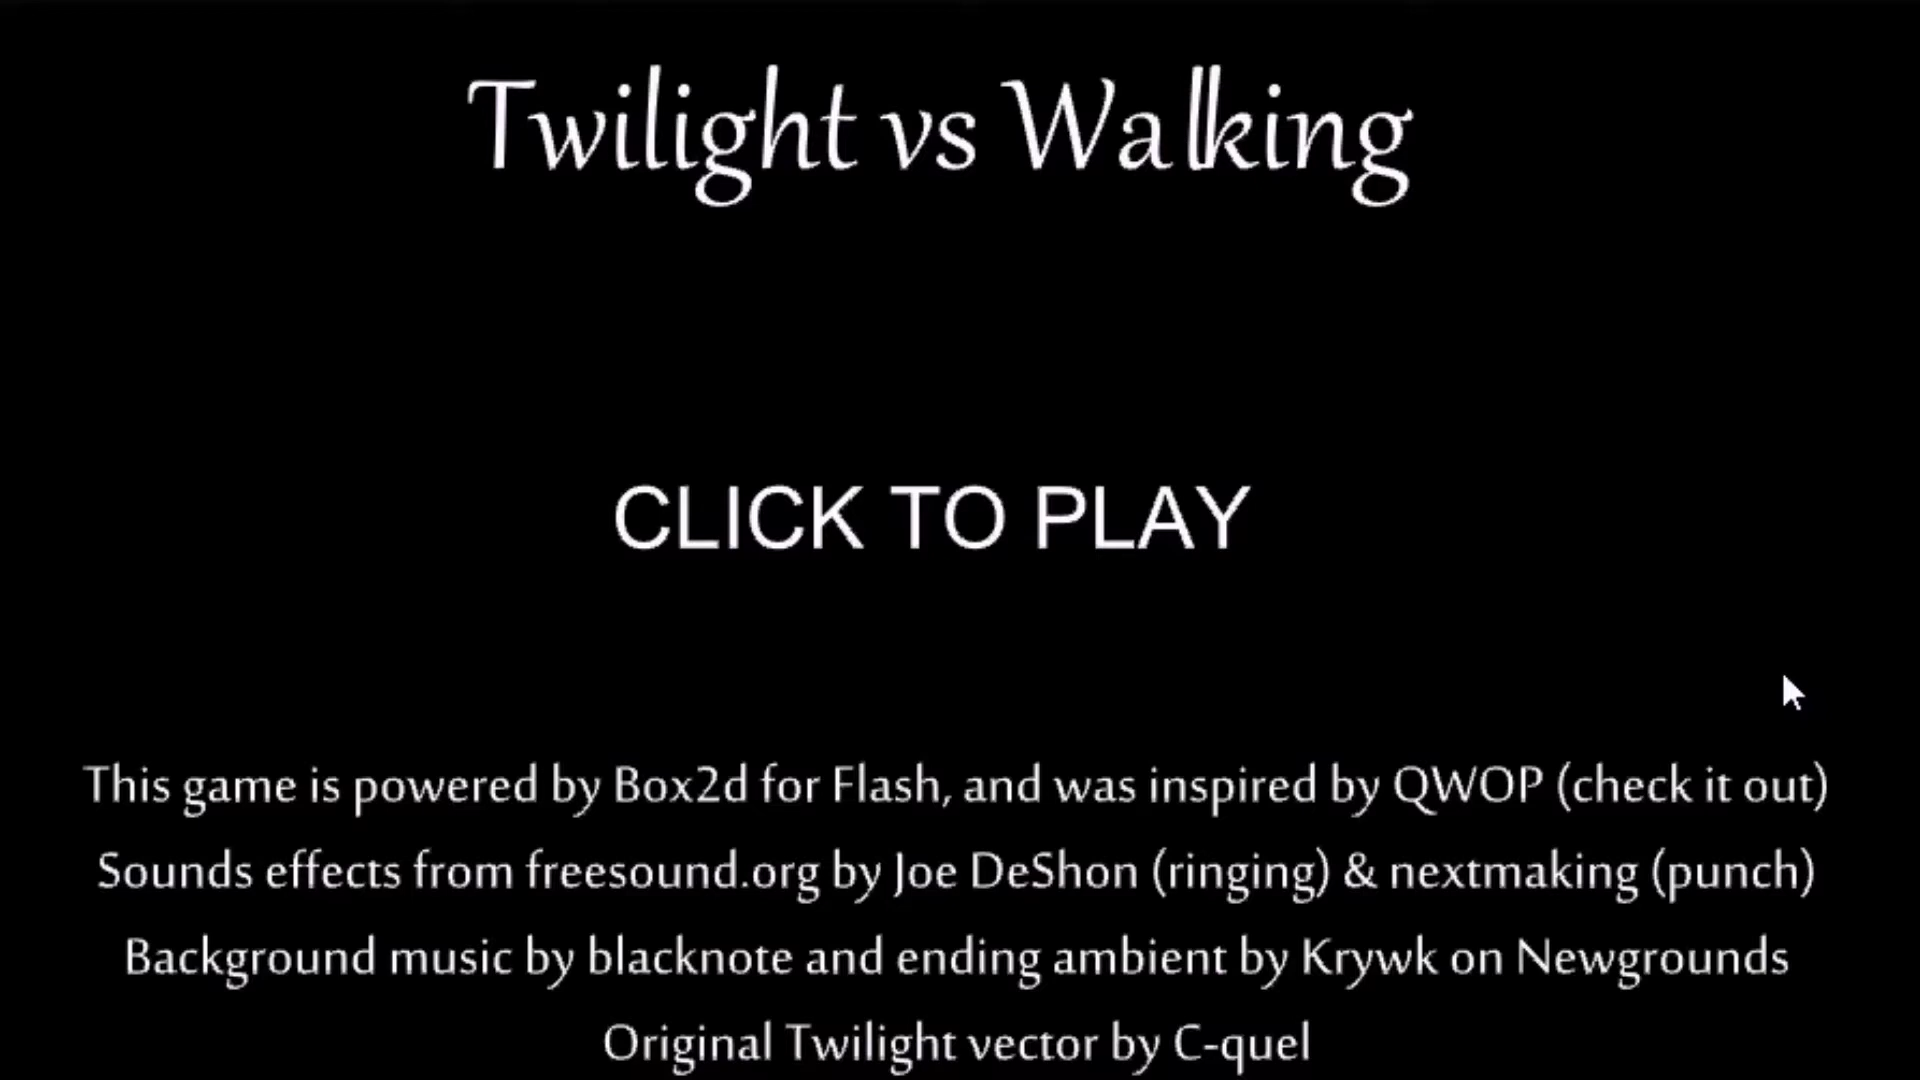 Twilight vs Walking
CLICK TO PLAY
This game is powered by Box2d for Flash, and was inspired by QWOP (check it out)
Sounds effects from freesound.org by Joe DeShon (ringing) & nextmaking (punch)
Background music by blacknote and ending ambient by Krywk on Newgrounds
Original Twilight vector by C-quel